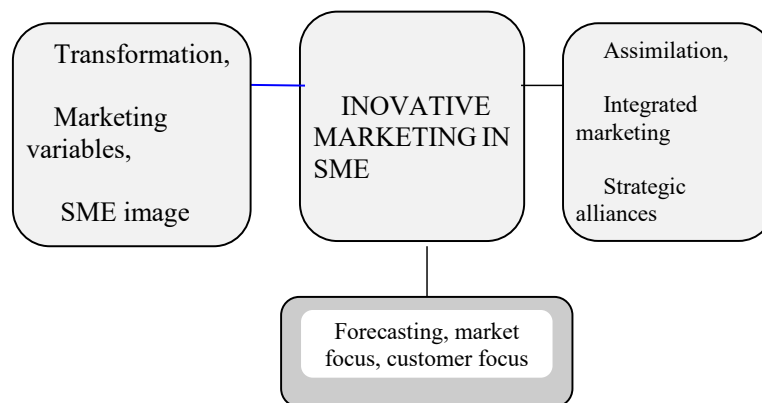 Transformation,
Marketing
variables,
SME image
INOVATIVE
MARKETING IN
SME
Assimilation,
Integrated
marketing
Strategic
alliances
Forecasting, market
focus, customer focus